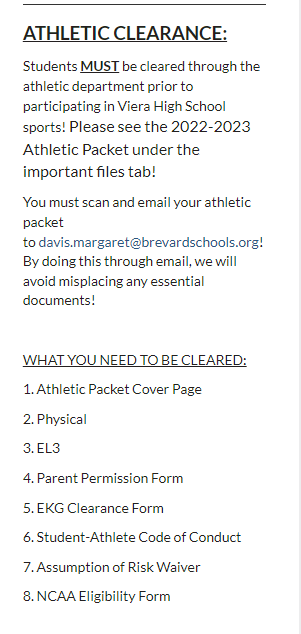 ATHLETIC CLEARANCE:
Students MUST be cleared through the
athletic department prior to
participating in Viera High School
sports! Please see the 2022-2023
Athletic Packet under the
important files tab!
You must scan and email your athletic
packet
to davis.margaret@brevardschools.org!
By doing this through email, we will
avoid misplacing any essential
documents!
WHAT YOU NEED TO BE CLEARED:
1. Athletic Packet Cover Page
2. Physical
3. EL3
4. Parent Permission Form
5. EKG Clearance Form
6. Student-Athlete Code of Conduct
7. Assumption of Risk Waiver
8. NCAA Eligibility Form